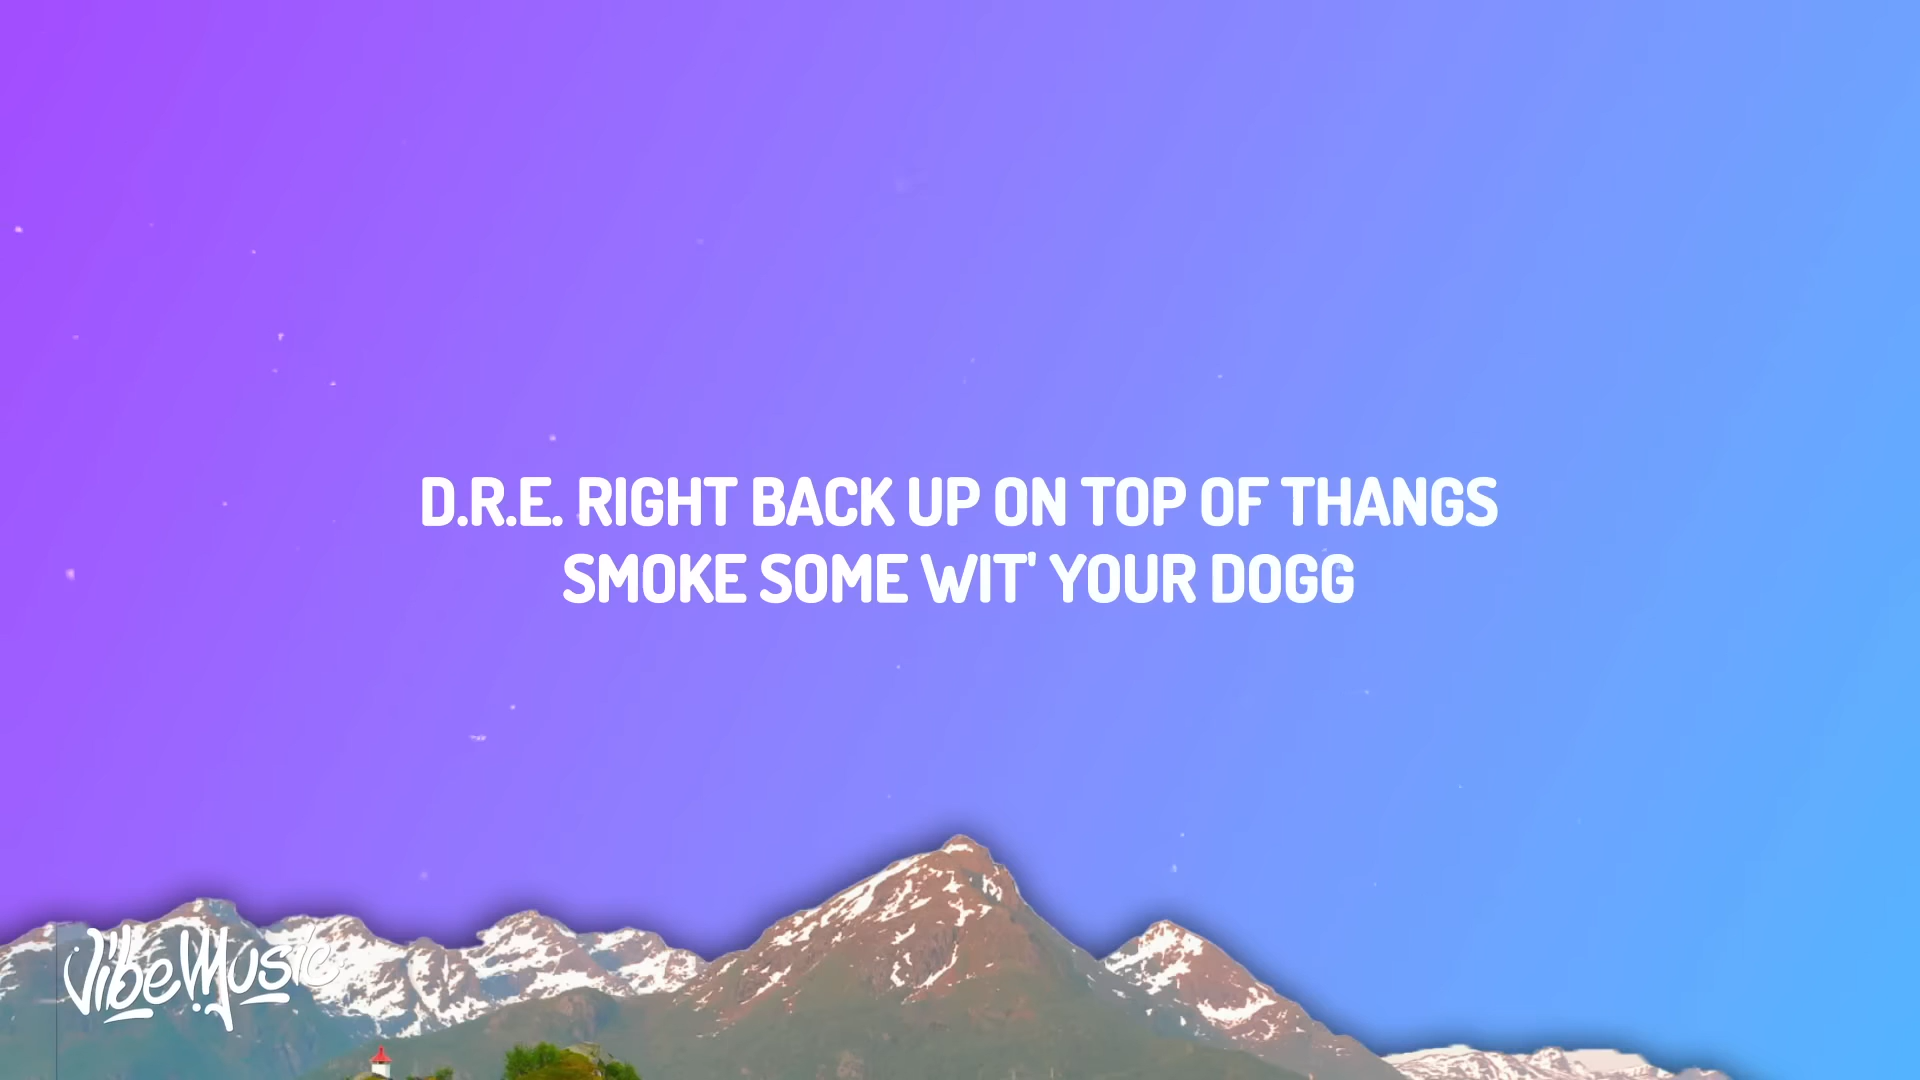 D.R.E. RIGHT BACK UP ON TOP OF THANGS
SMOKE SOME WIT' YOUR DOGG
VibeMusic